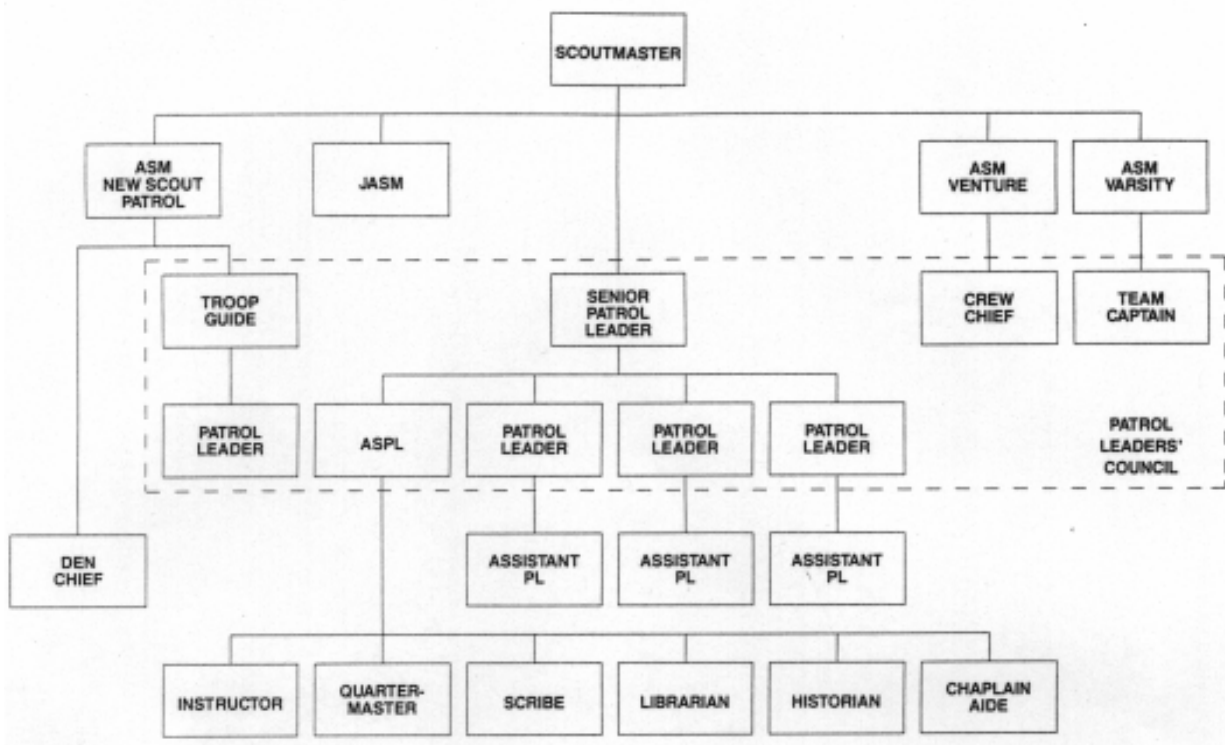 SCOUTMASTER
ASM
NEW SCOUT
PATROL
JASM
ASM
VENTURE
ASM
VARSITY
TROOP
GUIDE
SENIOR
PATROL
LEADER
CREW
CHIEF
TEAM
CAPTAIN
PATROL
LEADER
ASPL
PATROL
LEADER
PATROL
LEADER
PATROL
LEADER
PATROL
LEADERS'
COUNCIL
DEN
CHIEF
ASSISTANT
PL
ASSISTANT
PL
ASSISTANT
PL
INSTRUCTOR
QUARTER-
MASTER
SCRIBE
LIBRARIAN
HISTORIAN
CHAPLAIN
AIDE